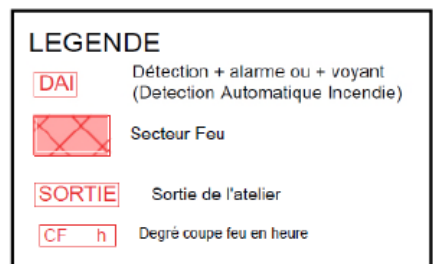 LEGENDE
DAI
Détection + alarme ou + voyant
(Detection Automatique Incendie)
Secteur Feu
SORTIE Sortie de l'atelier
CF h Degré coupe feu en heure